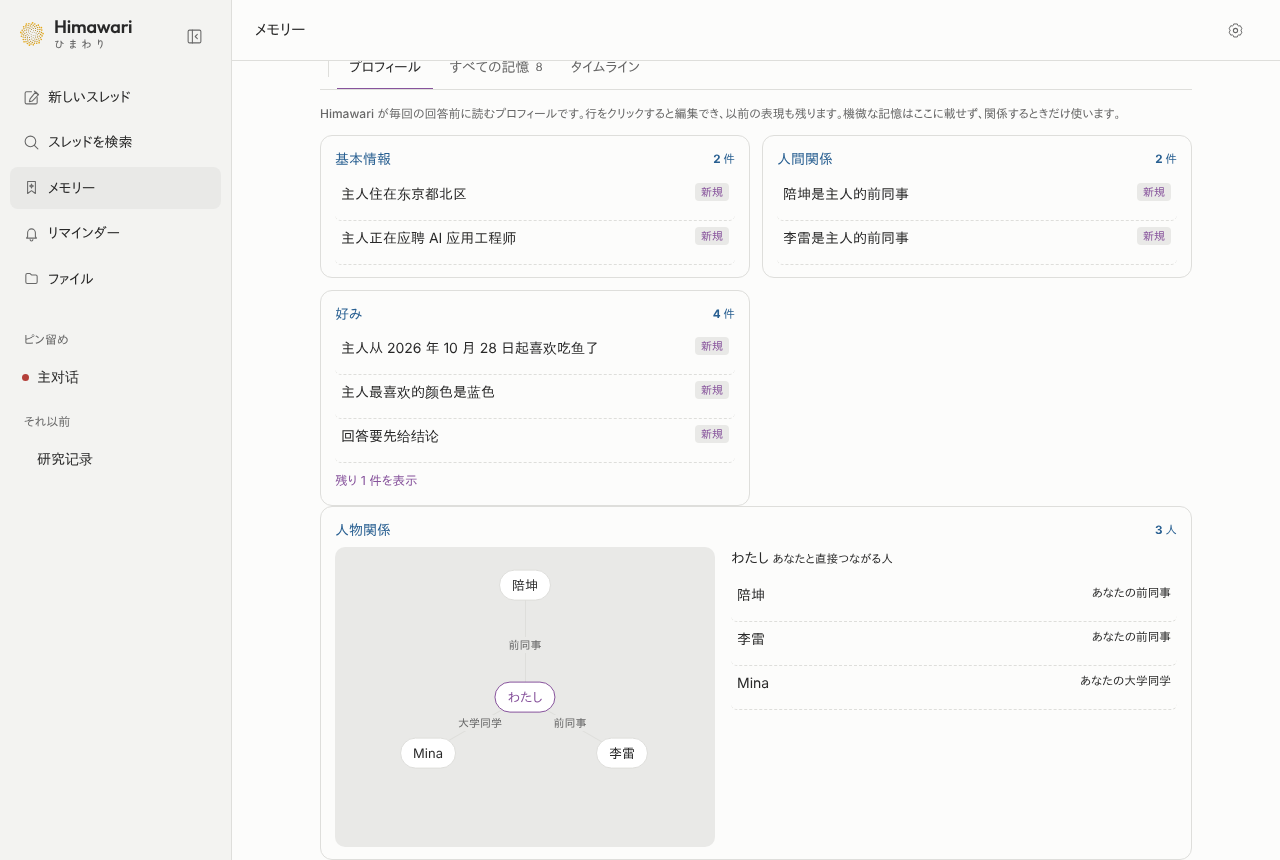 Himawari
ひまわり
新しいスレッド
スレッドを検索
メモリー
リマインダー
ファイル
ピン留め
主对话
それ以前
研究记录
メモリー
プロフィール
すべての記憶 8
タイムライン
Himawari が毎回の回答前に読むプロフィールです。行をクリックすると編集でき、以前の表現も残ります。機微な記憶はここに載せず、関係するときだけ使います。
基本情報
2 件
主人住在东京都北区
新規
主人正在应聘 AI 应用工程师
新規
人間関係
2 件
陪坤是主人的前同事
新規
李雷是主人的前同事
新規
好み
4 件
主人从 2026 年 10 月 28 日起喜欢吃鱼了
新規
主人最喜欢的颜色是蓝色
新規
回答要先给结论
新規
残り 1 件を表示
人物関係
3 人
陪坤
前同事
わたし
大学同学
前同事
Mina
李雷
わたし あなたと直接つながる人
陪坤
あなたの前同事
李雷
あなたの前同事
Mina
あなたの大学同学